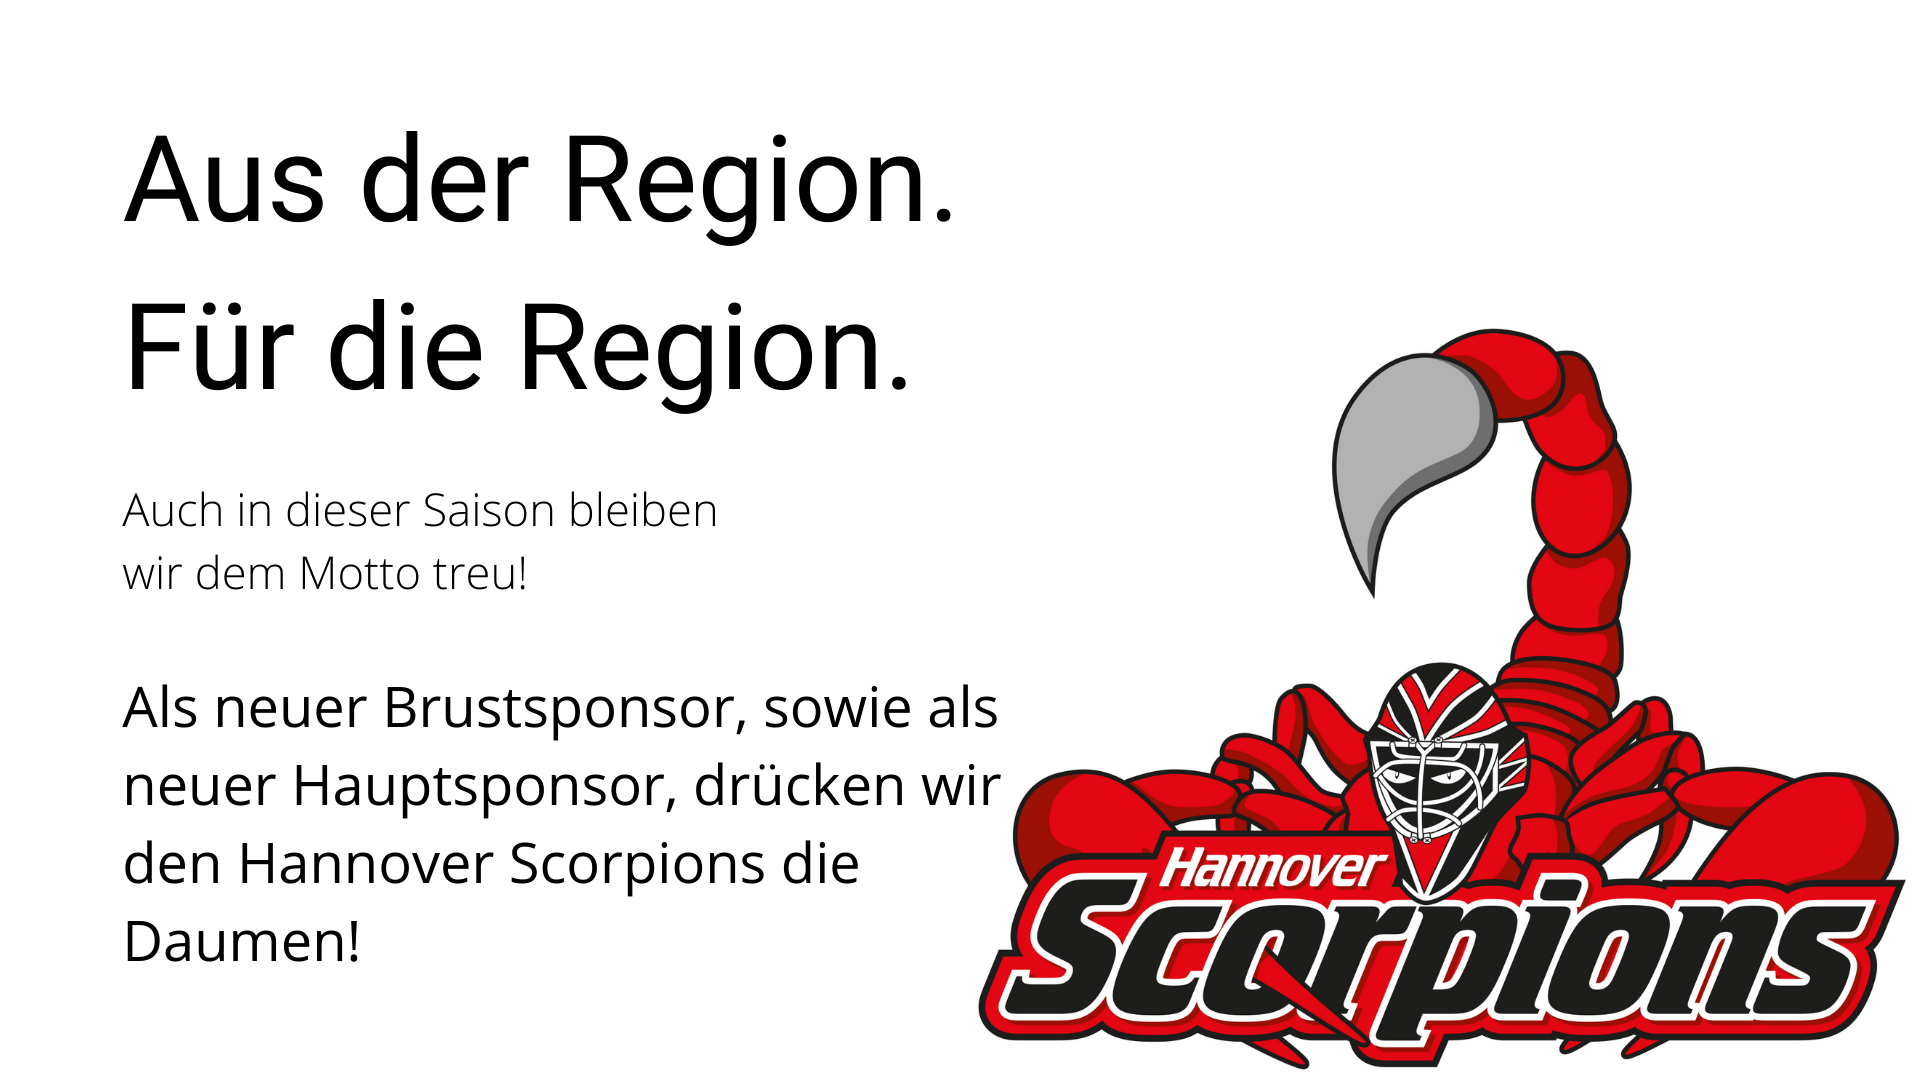 Aus der Region.
Für die Region.
Auch in dieser Saison bleiben
wir dem Motto treu!
Als neuer Brustsponsor, sowie als
neuer Hauptsponsor, drücken wir
den Hannover Scorpions die
Daumen!
Hannover
Scorpions